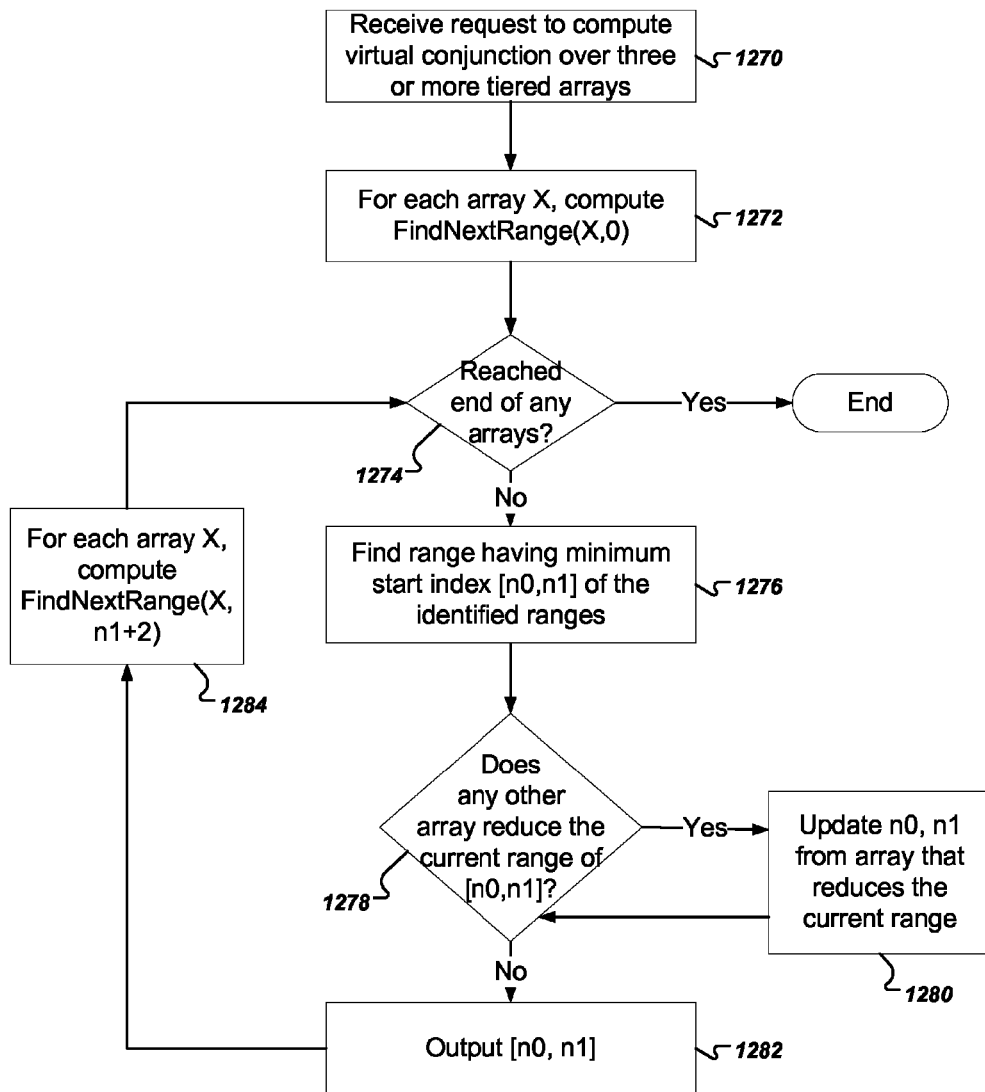 Receive request to compute
virtual conjunction over three
or more tiered arrays
1270
For each array X, compute
FindNextRange(X,0)
1272
Reached
end of any
arrays?
1274
Yes
End
No
For each array X,
compute
FindNextRange(X,
n1+2)
1284
Find range having minimum
start index [n0,n1] of the
identified ranges
1276
Does
any other
array reduce the
current range of
[n0,n1]?
1278
Yes
Update n0, n1
from array that
reduces the
current range
1280
No
Output [n0, n1]
1282